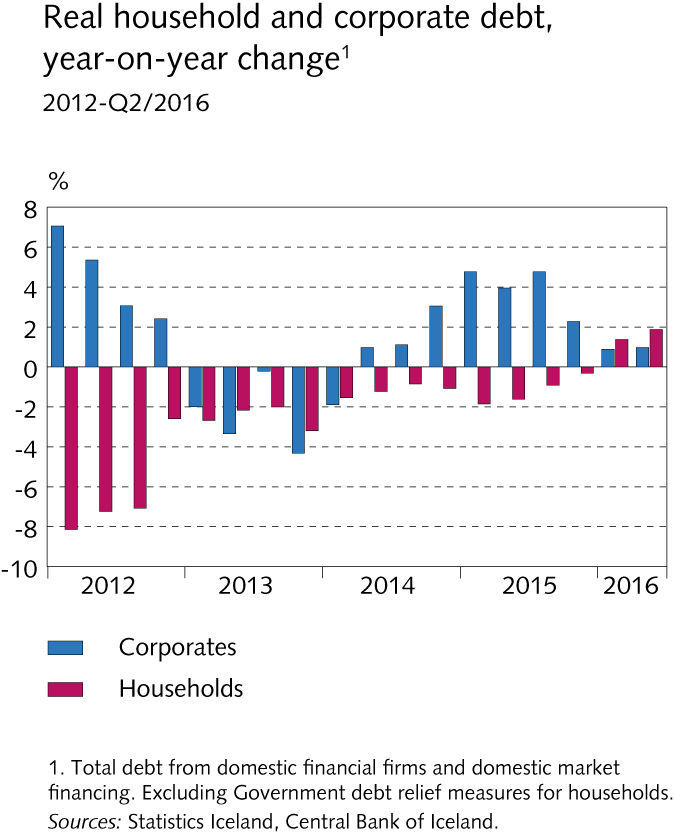 Real household and corporate debt,
year-on-year change¹
2012-Q2/2016
%
8
6
4
2
0
-2
-4
-6
-8
-10
2012 2013 2014 2015 2016
Corporates
Households
1. Total debt from domestic financial firms and domestic market
financing. Excluding Government debt relief measures for households.
Sources: Statistics Iceland, Central Bank of Iceland.